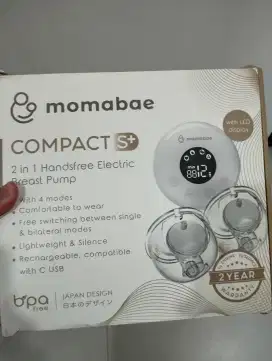 momabae
with LED
display
COMPACT S+
2 in 1 Handsfree Electric
Breast Pump
With 4 modes
Comfortable to wear
Free switching between single
& bilateral modes
Lightweight & Silence
Rechargeable, compatible
with C USB
momabae
12
bpa
free
JAPAN DESIGN
日本のデザイン
2 YEAR